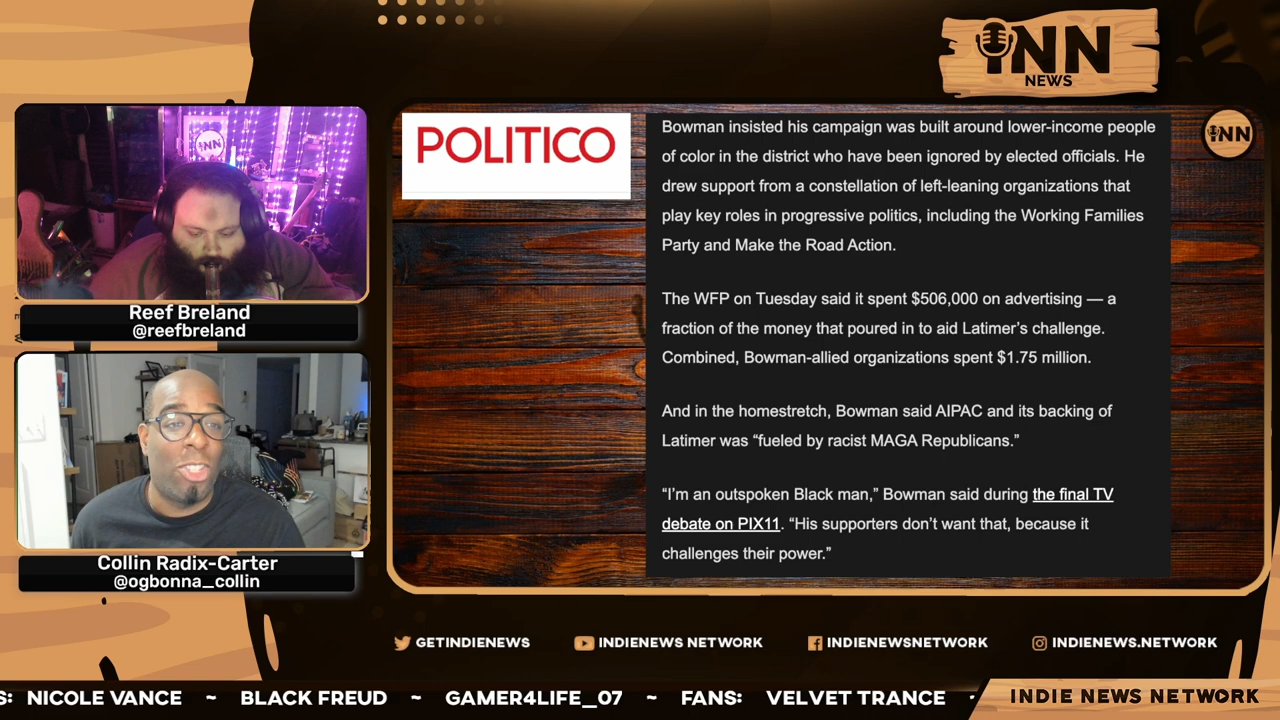 INN
NEWS
POLITICO
INN
Bowman insisted his campaign was built around lower-income people
of color in the district who have been ignored by elected officials. He
drew support from a constellation of left-leaning organizations that
play key roles in progressive politics, including the Working Families
Party and Make the Road Action.
The WFP on Tuesday said it spent $506,000 on advertising — a
fraction of the money that poured in to aid Latimer’s challenge.
Combined, Bowman-allied organizations spent $1.75 million.
And in the homestretch, Bowman said AIPAC and its backing of
Latimer was “fueled by racist MAGA Republicans.”
“I’m an outspoken Black man,” Bowman said during the final TV
debate on PIX11. “His supporters don’t want that, because it
challenges their power.”
INN
Reef Breland
@reefbreland
Collin Radix-Carter
@ogbonna_collin
GETINDIENEWS
INDIENEWS NETWORK
INDIENEWSNETWORK
INDIENEWS.NETWORK
S: NICOLE VANCE ~ BLACK FREUD ~ GAMER4LIFE_07 ~ FANS: VELVET TRANCE
INDIE NEWS NETWORK